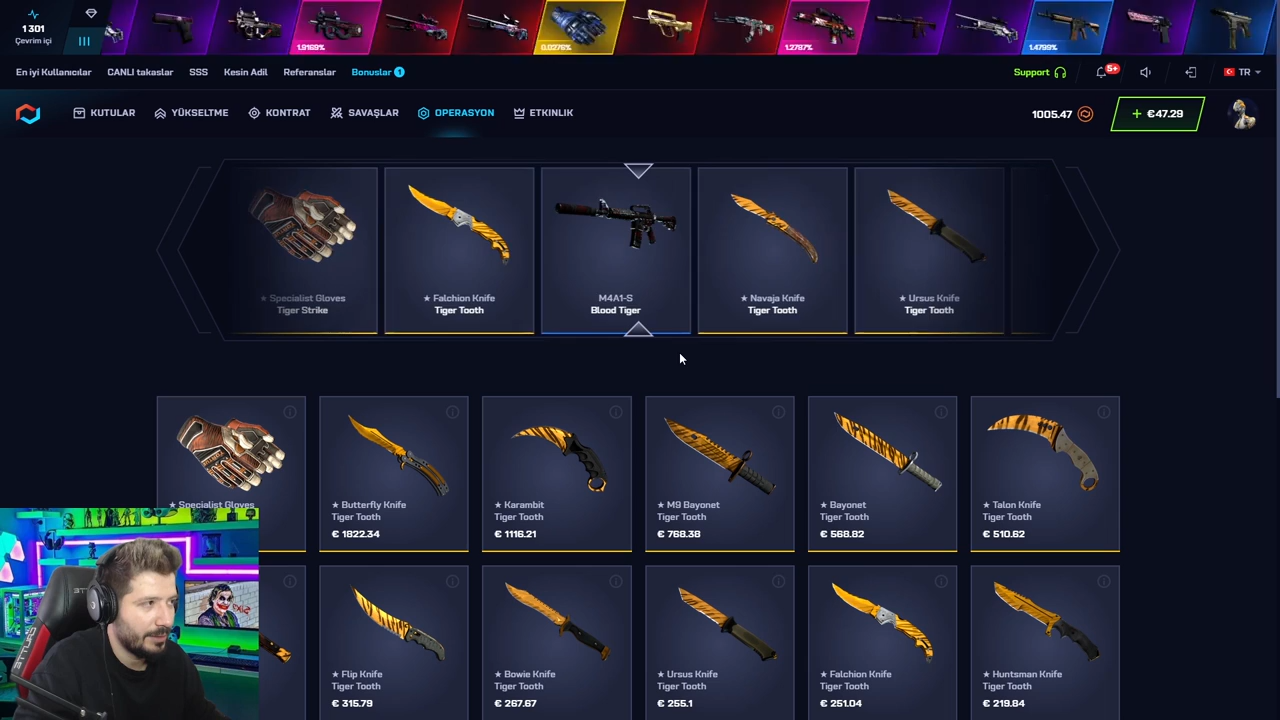 1 301
Çevrim içi
1.9169%
0.0276%
1.2787%
1.4799%
En iyi Kullanıcılar
CANLI takaslar
SSS
Kesin Adil
Referanslar
Bonuslar 1
Support
5+
TR
KUTULAR
YÜKSELTME
KONTRAT
SAVAŞLAR
OPERASYON
ETKINLIK
1005.47
+ €47.29
★ Specialist Gloves
Tiger Strike
★ Falchion Knife
Tiger Tooth
M4A1-S
Blood Tiger
★ Navaja Knife
Tiger Tooth
★ Ursus Knife
Tiger Tooth
★ Specialist Gloves
★ Butterfly Knife
Tiger Tooth
€ 1822.34
★ Karambit
Tiger Tooth
€ 1116.21
★ M9 Bayonet
Tiger Tooth
€ 768.38
★ Bayonet
Tiger Tooth
€ 568.82
★ Talon Knife
Tiger Tooth
€ 510.62
★ Flip Knife
Tiger Tooth
€ 315.79
★ Bowie Knife
Tiger Tooth
€ 267.67
★ Ursus Knife
Tiger Tooth
€ 255.1
★ Falchion Knife
Tiger Tooth
€ 251.04
★ Huntsman Knife
Tiger Tooth
€ 219.84